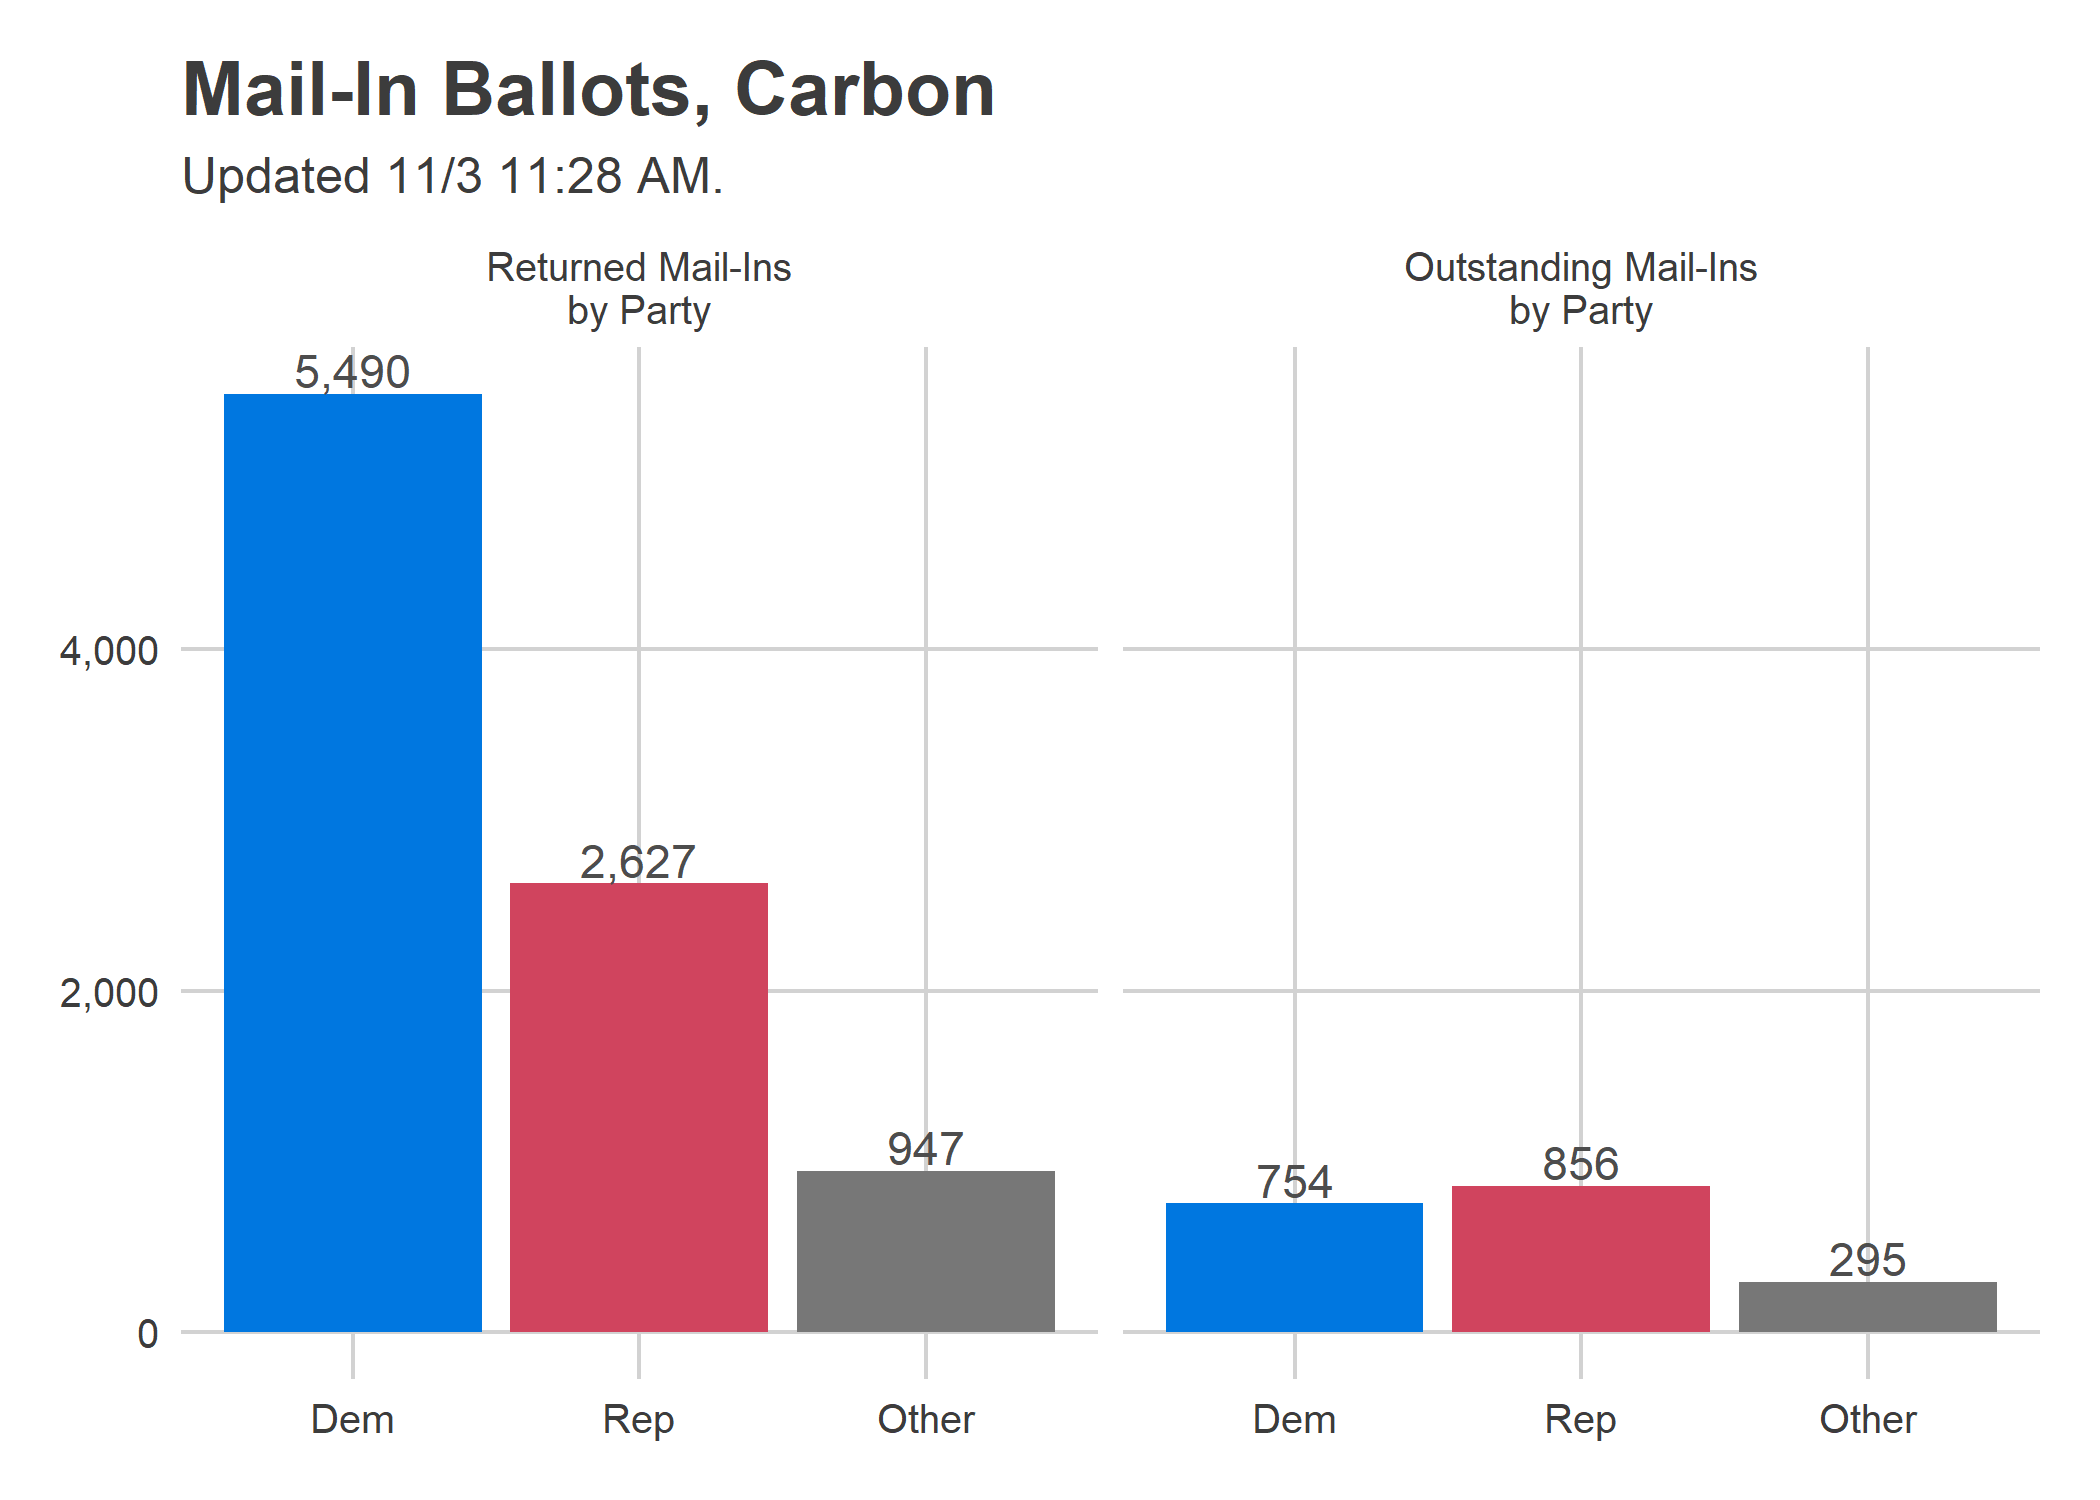 Mail-In Ballots, Carbon
Updated 11/3 11:28 AM.
Returned Mail-Ins
by Party
Outstanding Mail-Ins
by Party
5,490
2,627
947
754
856
295
4,000
2,000
0
Dem
Rep
Other
Dem
Rep
Other